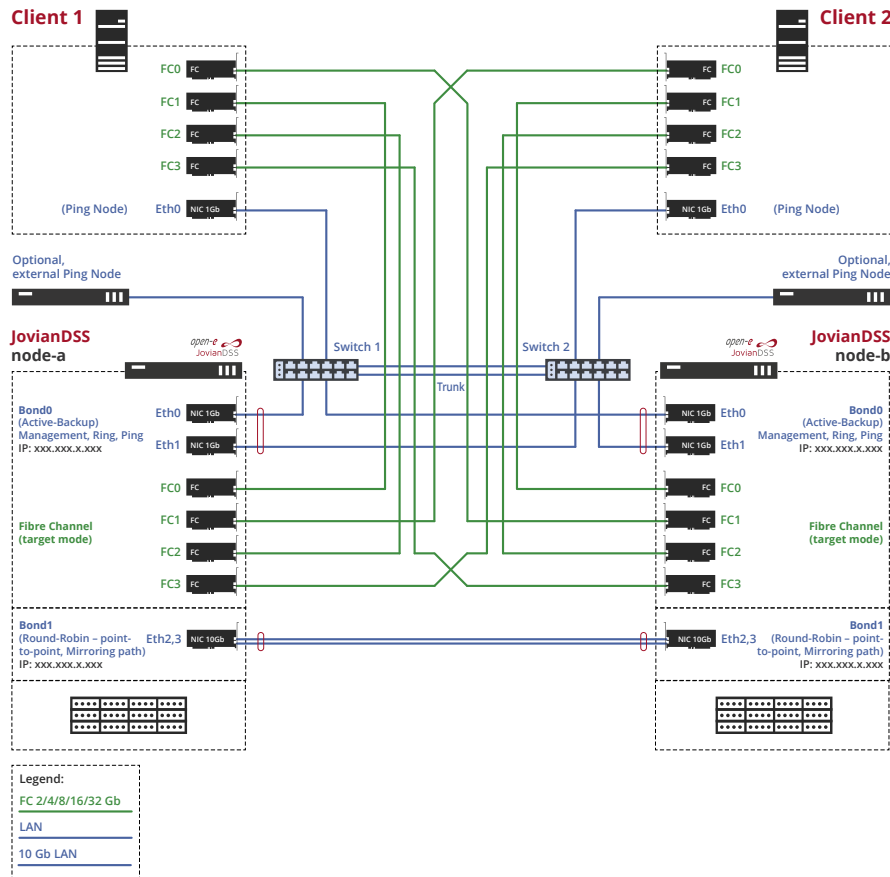 Client 1
Client 2
FC0
FC
FC
FC0
FC1
FC
FC
FC1
FC2
FC
FC
FC2
FC3
FC
FC
FC3
(Ping Node)
Eth0
NIC 1Gb
NIC 1Gb
Eth0
(Ping Node)
Optional,
external Ping Node
Optional,
external Ping Node
JovianDSS
node-a
open-e
JovianDSS
Switch 1
Switch 2
Trunk
open-e
JovianDSS
JovianDSS
node-b
Bond0
(Active-Backup)
Management, Ring, Ping
IP: xxx.xxx.x.xxx
Eth0
NIC 1Gb
Eth1
NIC 1Gb
NIC 1Gb
Eth0
NIC 1Gb
Eth1
Bond0
(Active-Backup)
Management, Ring, Ping
IP: xxx.xxx.x.xxx
Fibre Channel
(target mode)
FC0
FC
FC1
FC
FC2
FC
FC3
FC
FC
FC0
FC
FC1
FC
FC2
FC
FC3
Fibre Channel
(target mode)
Bond1
(Round-Robin – point-
to-point, Mirroring path)
IP: xxx.xxx.x.xxx
Eth2,3
NIC 10Gb
NIC 10Gb
Eth2,3
Bond1
(Round-Robin – point-
to-point, Mirroring path)
IP: xxx.xxx.x.xxx
Legend:
FC 2/4/8/16/32 Gb
LAN
10 Gb LAN